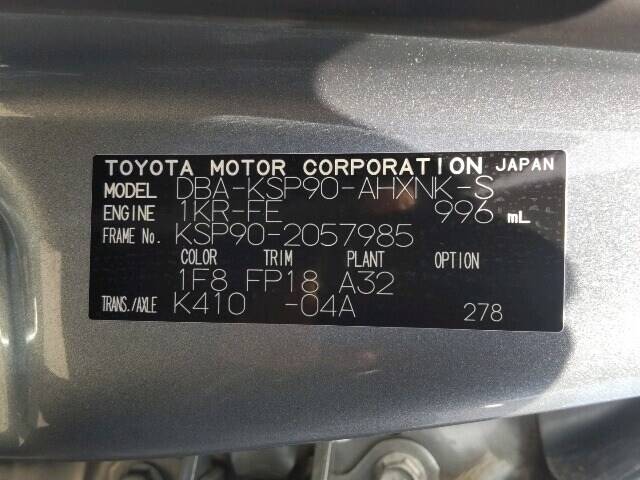 TOYOTA MOTOR CORPORATION JAPAN
MODEL DBA-KSP90-AHXNK-S
ENGINE 1KR-FE 996 mL
FRAME No. KSP90-2057985
COLOR TRIM PLANT OPTION
1F8 FP18 A32
TRANS./AXLE K410 -04A 278